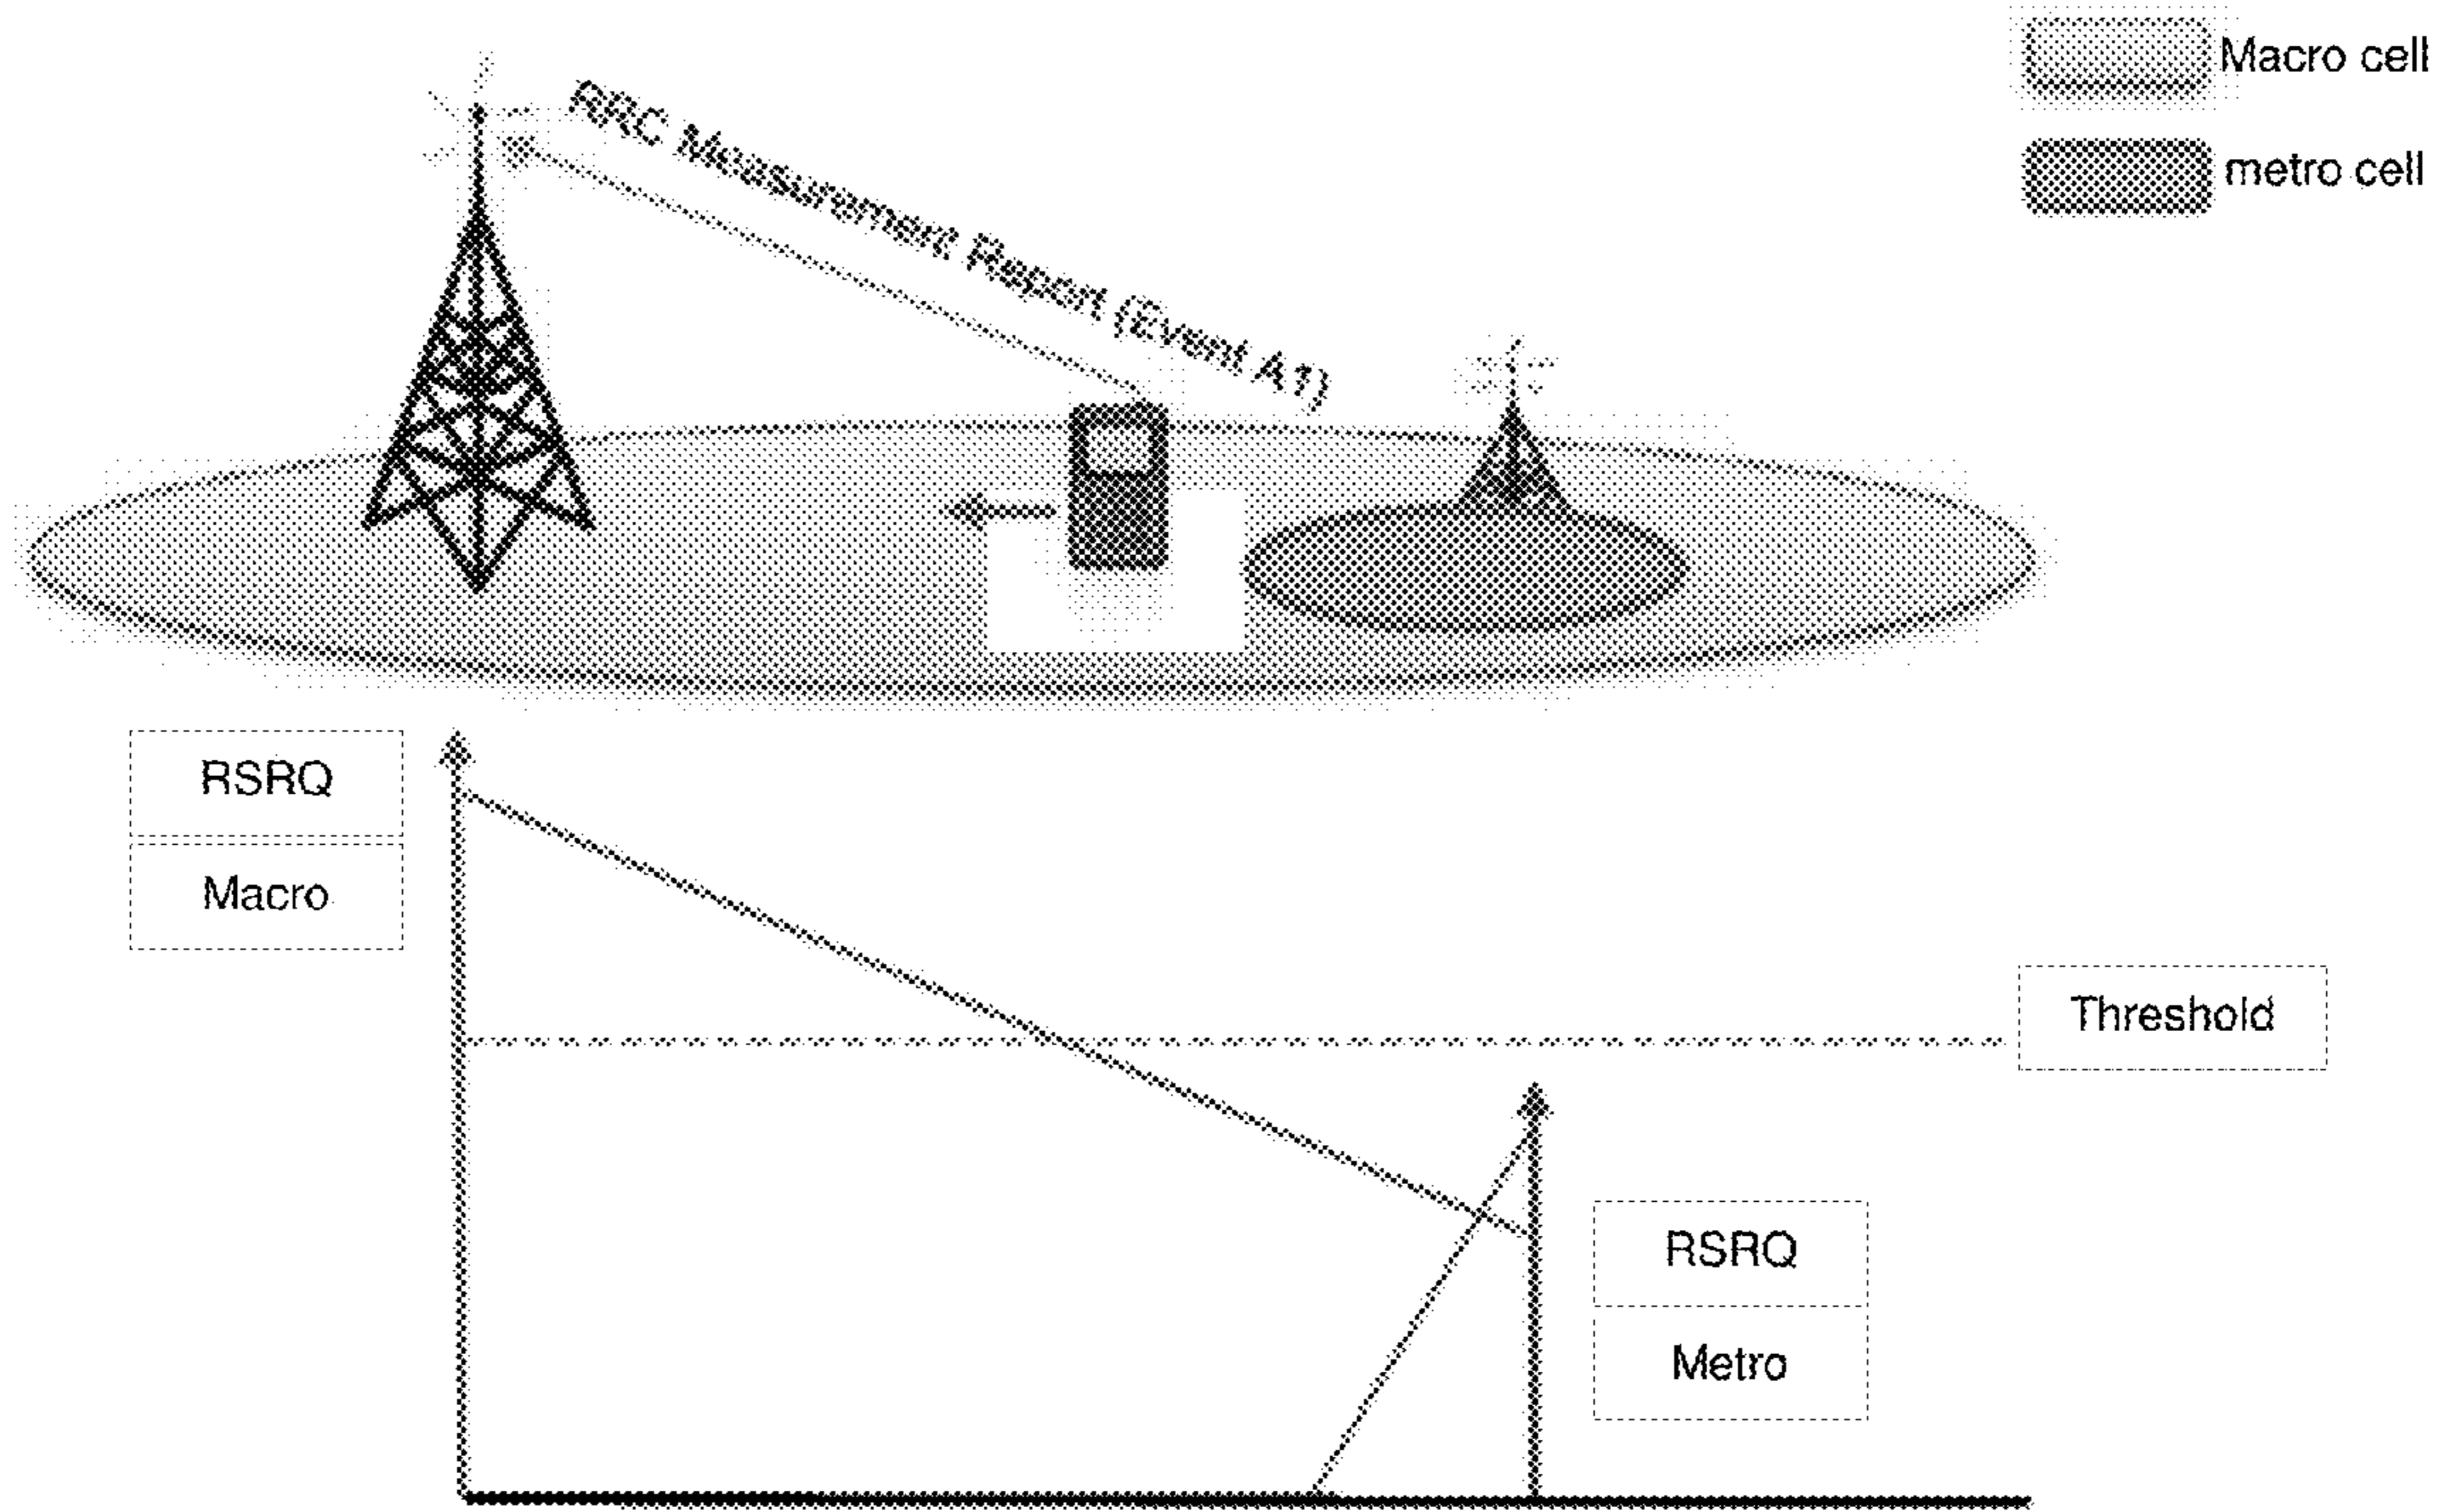 Macro cell
metro cell
RRC Measurement Report (Event A1)
RSRQ
Macro
Threshold
RSRQ
Metro